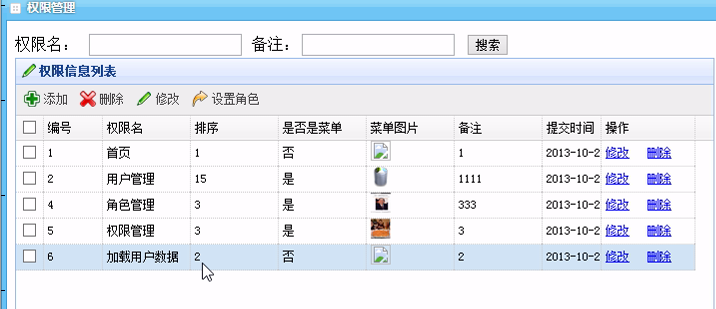 权限管理
权限名： 备注： 搜索
权限信息列表
添加 删除 修改 设置角色
编号 权限名 排序 是否是菜单 菜单图片 备注 提交时间 操作
1 首页 1 否 1 2013-10-2 修改 删除
2 用户管理 15 是 1111 2013-10-2 修改 删除
4 角色管理 3 是 333 2013-10-2 修改 删除
5 权限管理 3 是 3 2013-10-2 修改 删除
6 加载用户数据 2 否 2 2013-10-2 修改 删除